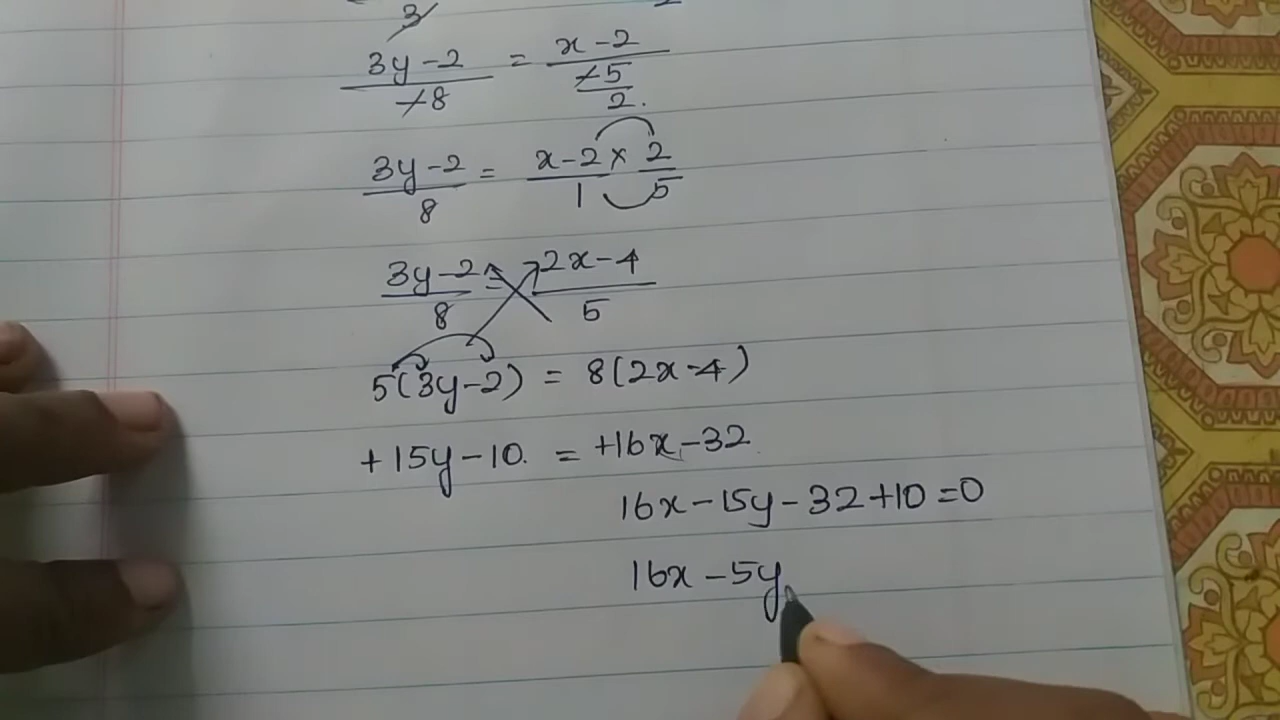 3
3y-2/-8 = x-2/(-5/2).
3y-2/8 = x-2/1 × 2/5
3y-2/8 = 2x-4/5
5(3y-2) = 8(2x-4)
+15y-10. = +16x-32
16x-15y-32+10=0
16x-5y